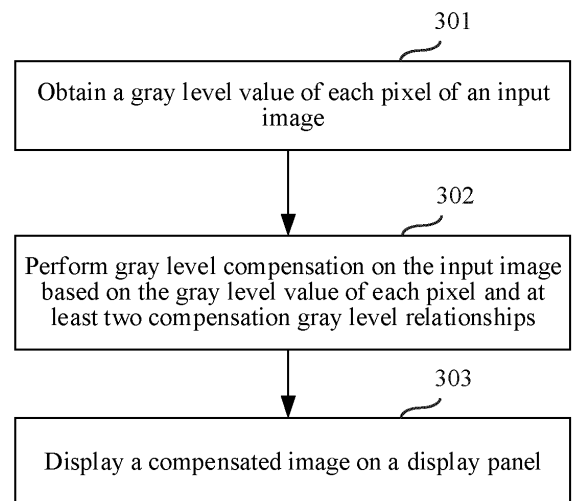 301
Obtain a gray level value of each pixel of an input
image
302
Perform gray level compensation on the input image
based on the gray level value of each pixel and at
least two compensation gray level relationships
303
Display a compensated image on a display panel